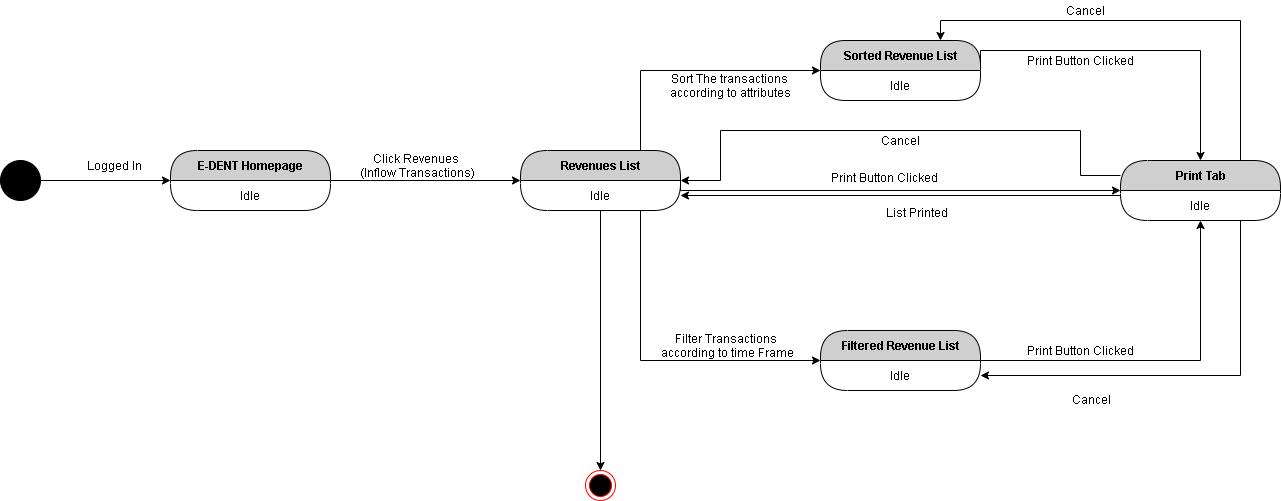 Cancel
Sorted Revenue List
Idle
Print Button Clicked
Sort The transactions
according to attributes
Cancel
Logged In
E-DENT Homepage
Idle
Click Revenues
(Inflow Transactions)
Revenues List
Idle
Print Button Clicked
List Printed
Print Tab
Idle
Filter Transactions
according to time Frame
Filtered Revenue List
Idle
Print Button Clicked
Cancel